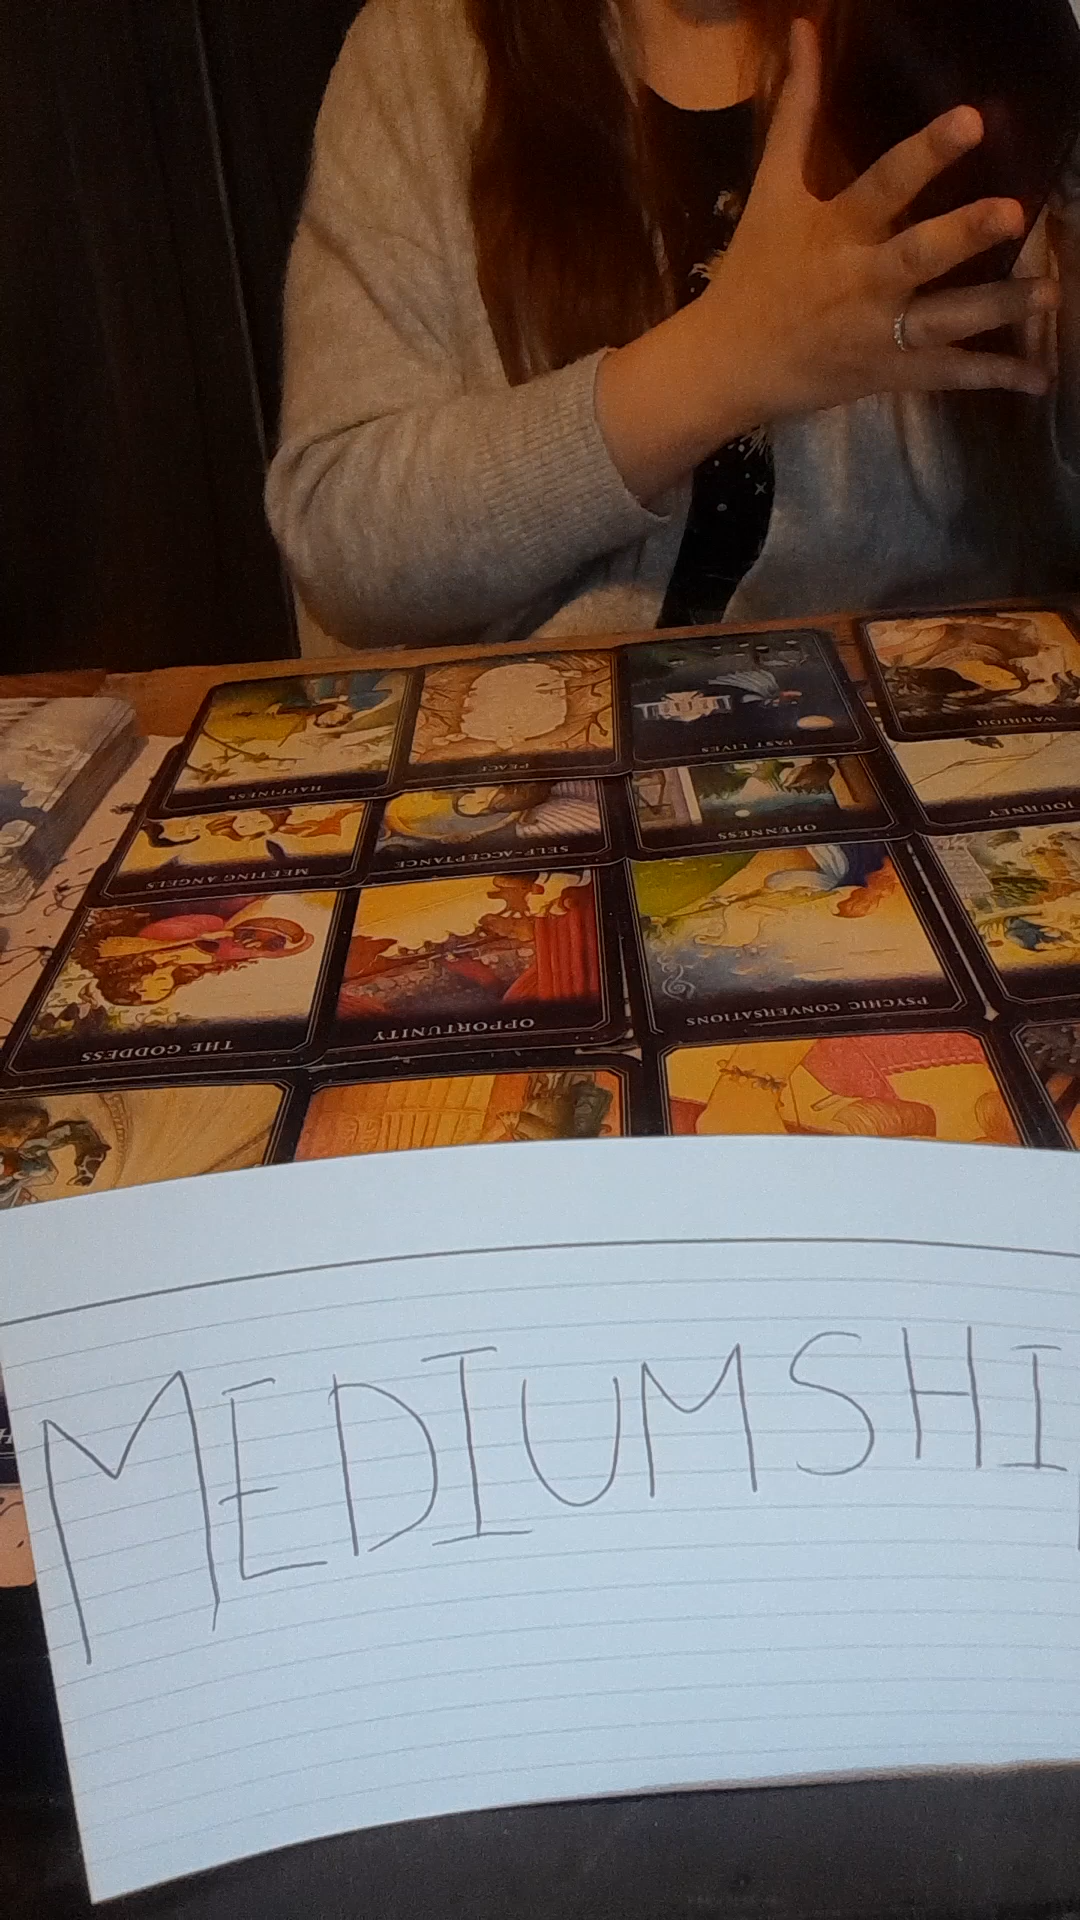 WARRIOR
PAST LIVES
PEACE
HAPPINESS
JOURNEY
OPENNESS
SELF-ACCEPTANCE
MEETING ANGELS
PSYCHIC CONVERSATIONS
OPPORTUNITY
THE GODDESS
H
MEDIUMSHI